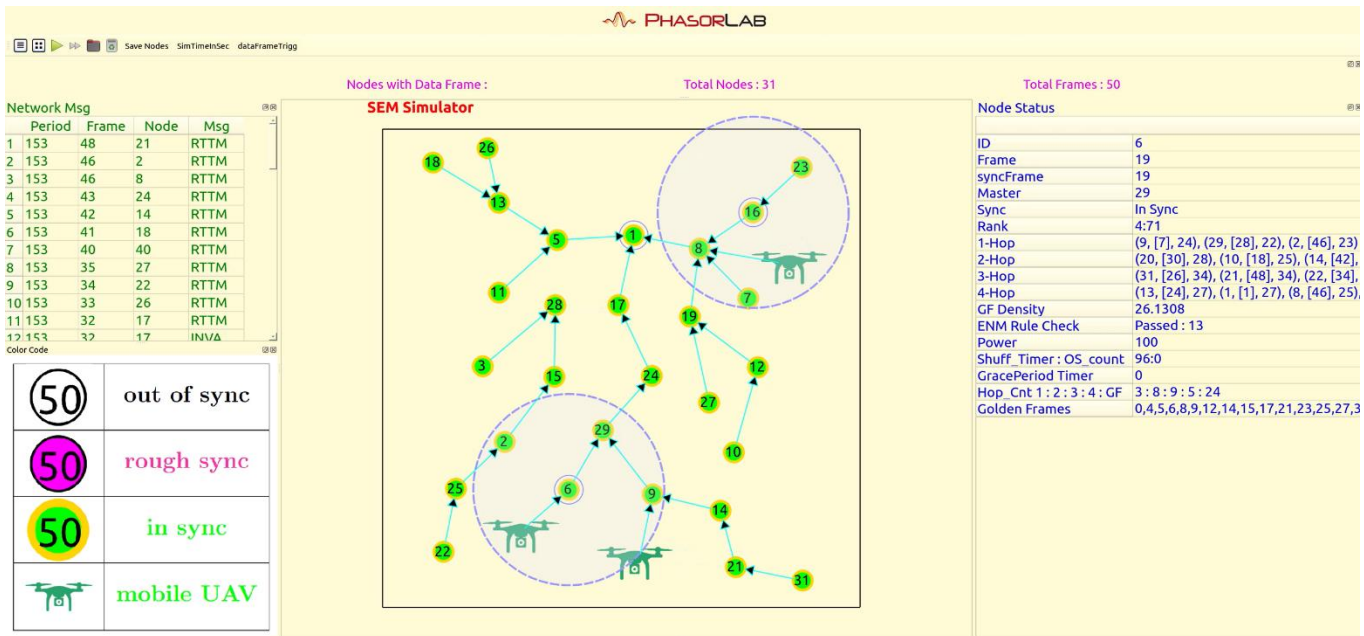 PHASORLAB
Save Nodes SimTimeInSec dataFrameTrigg
Nodes with Data Frame : Total Nodes : 31 Total Frames : 50
Network Msg
Period Frame Node Msg
1 153 48 21 RTTM
2 153 46 2 RTTM
3 153 46 8 RTTM
4 153 43 24 RTTM
5 153 42 14 RTTM
6 153 41 18 RTTM
7 153 40 40 RTTM
8 153 35 27 RTTM
9 153 34 22 RTTM
10 153 33 26 RTTM
11 153 32 17 RTTM
12 153 32 17 INVA
Color Code
50 out of sync
50 rough sync
50 in sync
mobile UAV
SEM Simulator
26
18
23
13
16
5
1
8
11
7
28
17
19
3
15
24
12
27
29
2
10
25
6
9
14
22
21
31
Node Status
ID 6
Frame 19
syncFrame 19
Master 29
Sync In Sync
Rank 4:71
1-Hop (9, [7], 24), (29, [28], 22), (2, [46], 23)
2-Hop (20, [30], 28), (10, [18], 25), (14, [42],
3-Hop (31, [26], 34), (21, [48], 34), (22, [34],
4-Hop (13, [24], 27), (1, [1], 27), (8, [46], 25),
GF Density 26.1308
ENM Rule Check Passed : 13
Power 100
Shuff_Timer : OS_count 96:0
GracePeriod Timer 0
Hop_Cnt 1 : 2 : 3 : 4 : GF 3 : 8 : 9 : 5 : 24
Golden Frames 0,4,5,6,8,9,12,14,15,17,21,23,25,27,3